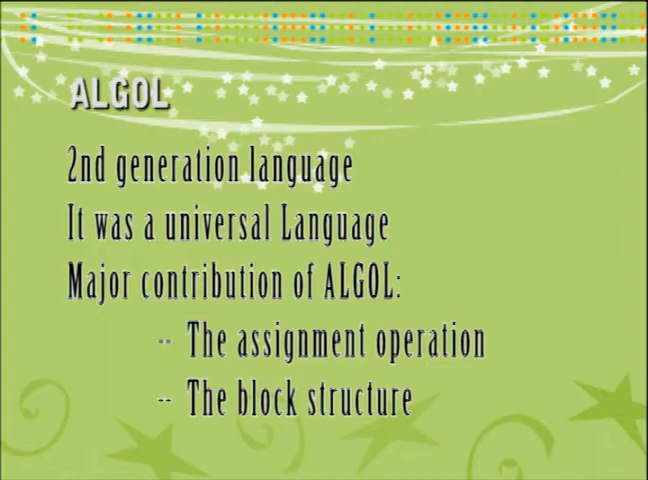 ALGOL
2nd generation language
It was a universal Language
Major contribution of ALGOL:
-- The assignment operation
-- The block structure